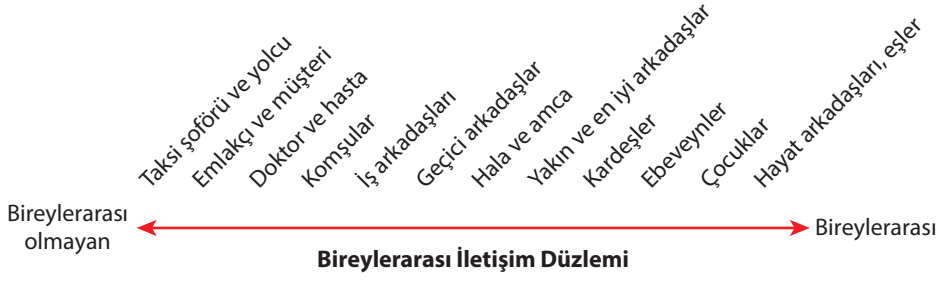 Taksi şoförü ve yolcu
Emlakçı ve müşteri
Doktor ve hasta
Komşular
İş arkadaşları
Geçici arkadaşlar
Hala ve amca
Yakın ve en iyi arkadaşlar
Kardeşler
Ebeveynler
Çocuklar
Hayat arkadaşları, eşler
Bireylerarası
olmayan
Bireylerarası
Bireylerarası İletişim Düzlemi